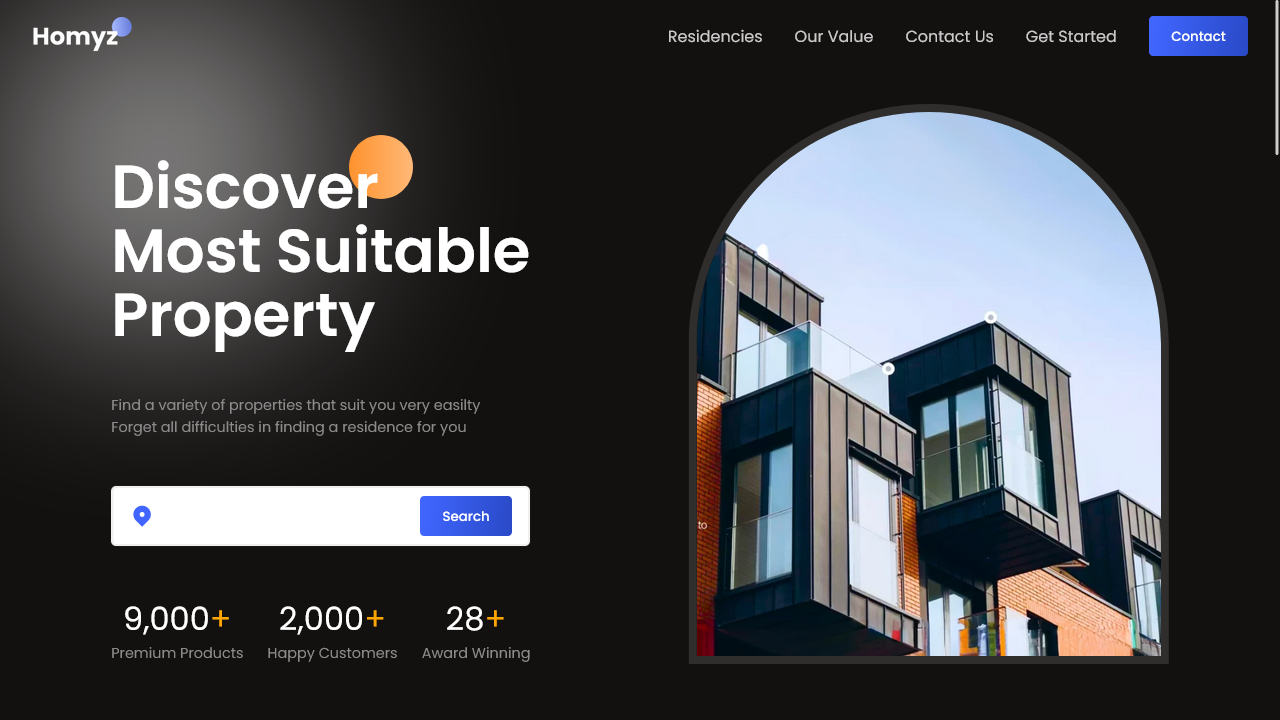 Homyz
Residencies
Our Value
Contact Us
Get Started
Contact
Discover
Most Suitable
Property
Find a variety of properties that suit you very easilty
Forget all difficulties in finding a residence for you
Search
to
9,000+
2,000+
28+
Premium Products
Happy Customers
Award Winning